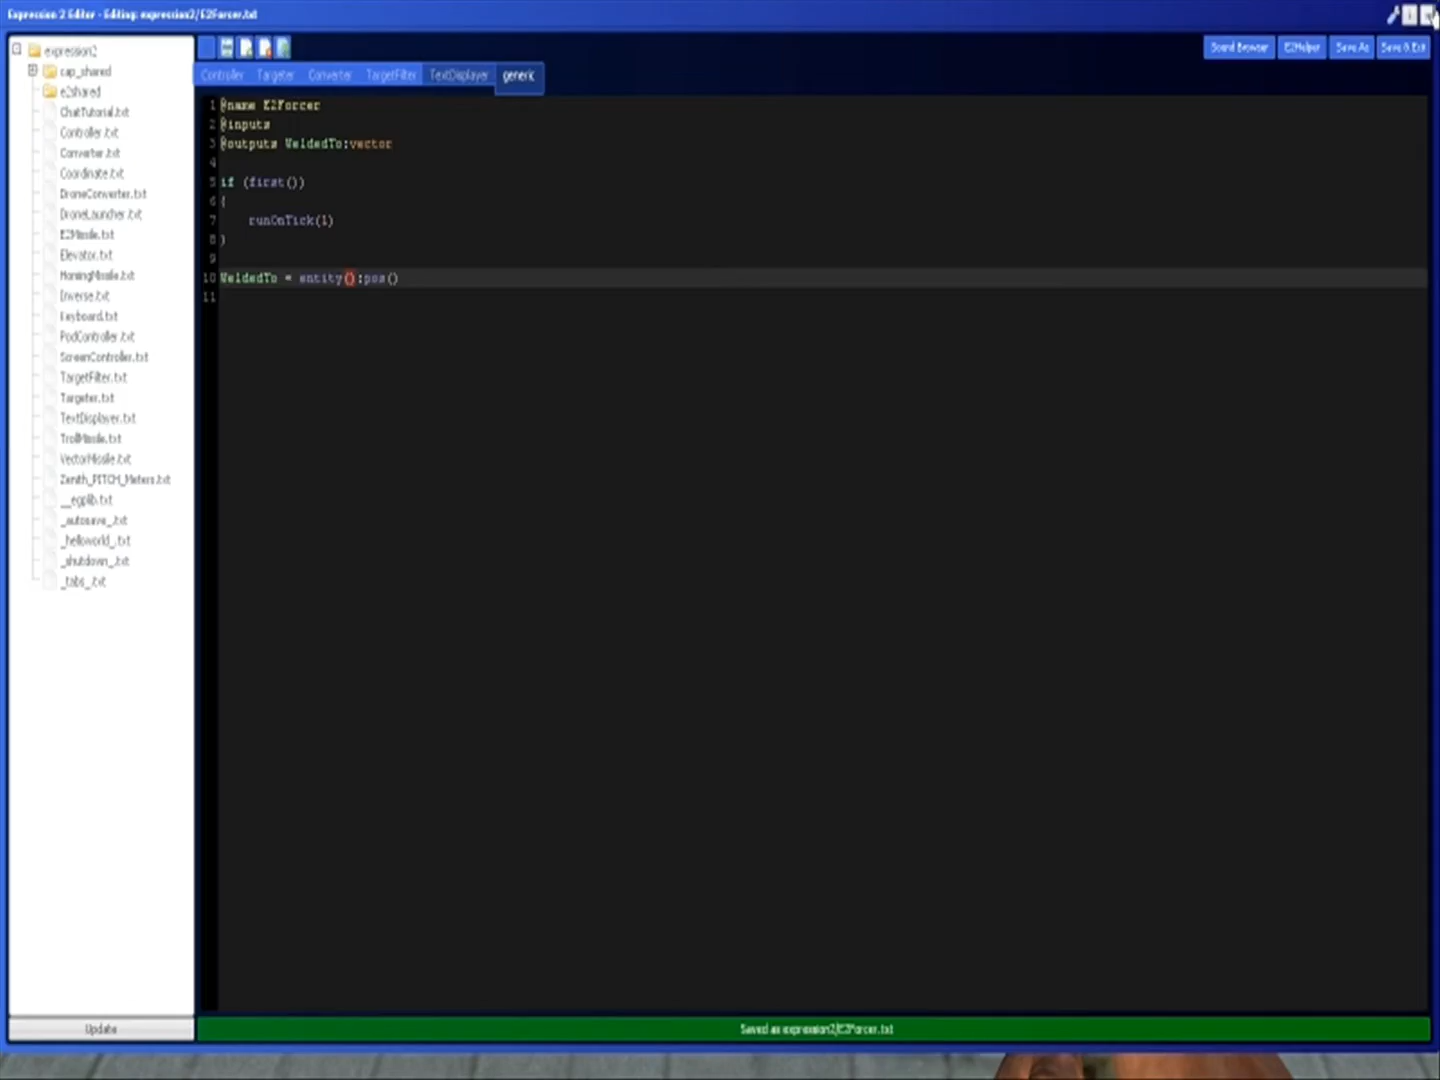 Expression 2 Editor - Editing: expression2/E2Forcer.txt
Sound Browser
E2Helper
Save As
Save & Exit
expression2
cap_shared
e2shared
ChatTutorial.txt
Controller.txt
Converter.txt
Coordinate.txt
DroneConverter.txt
DroneLauncher.txt
E2Missile.txt
Elevator.txt
HomingMissile.txt
Inverse.txt
Keyboard.txt
PodController.txt
ScreenController.txt
TargetFilter.txt
Targeter.txt
TextDisplayer.txt
TrollMissile.txt
VectorMissile.txt
Zenith_PITCH_Meters.txt
__egplib.txt
_autosave_.txt
_helloworld_.txt
_shutdown_.txt
_tabs_.txt
Update
Controller
Targeter
Converter
TargetFilter
TextDisplayer
generic
1 @name E2Forcer
2 @inputs
3 @outputs WeldedTo:vector
4
5 if (first())
6 {
7 runOnTick(1)
8 }
9
10 WeldedTo = entity():pos()
11
Saved as expression2/E2Forcer.txt